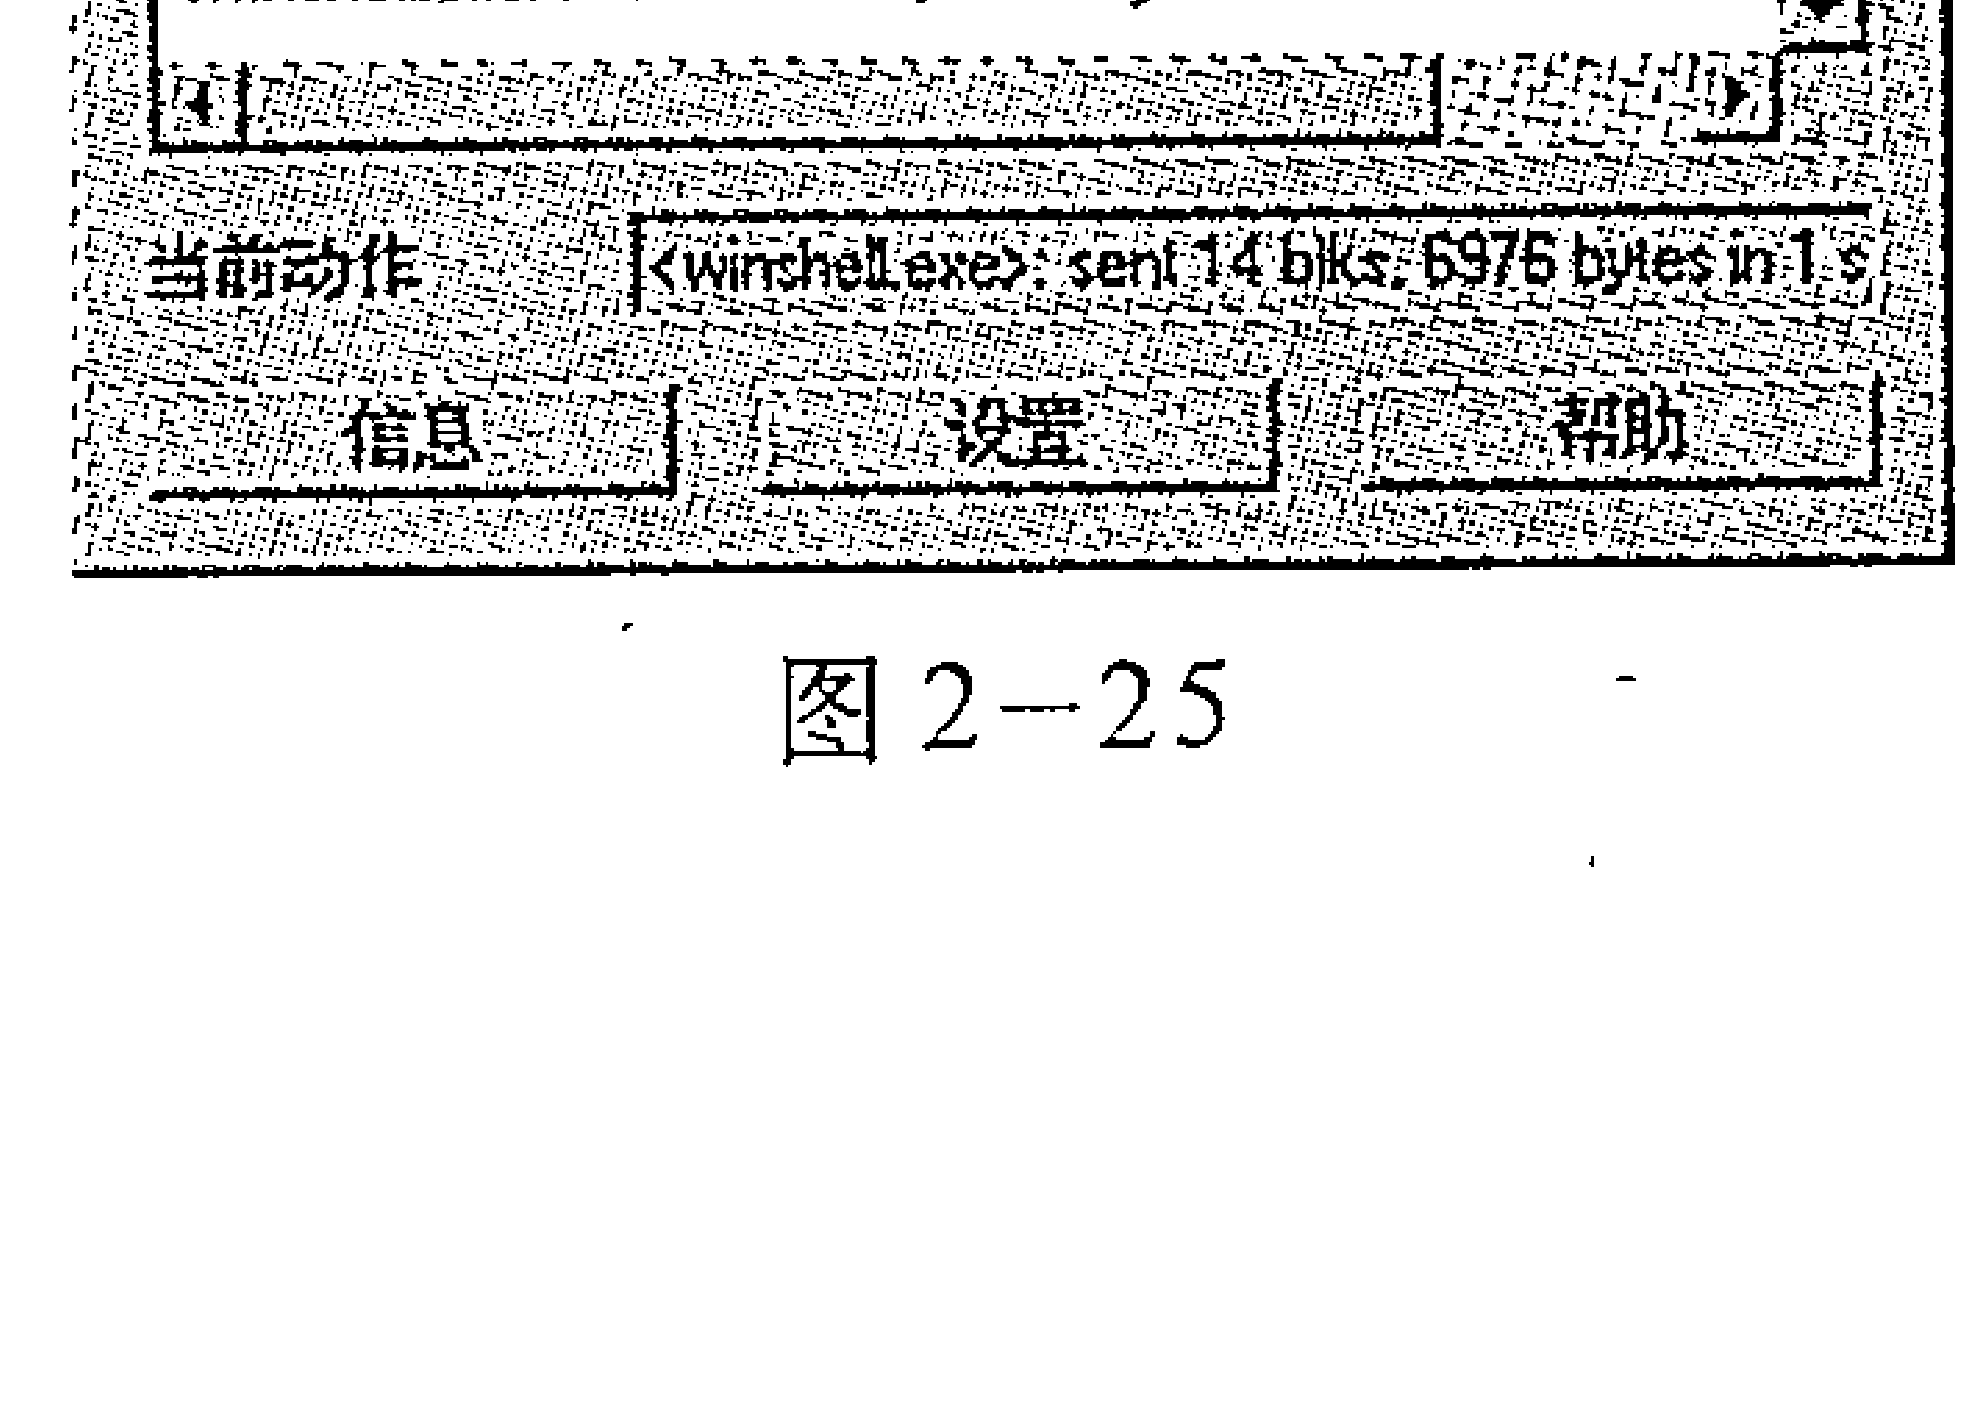 当前动作 <winshell.exe>: sent 14 blks, 6976 bytes in 1 s
信息 设置 帮助
图 2-25